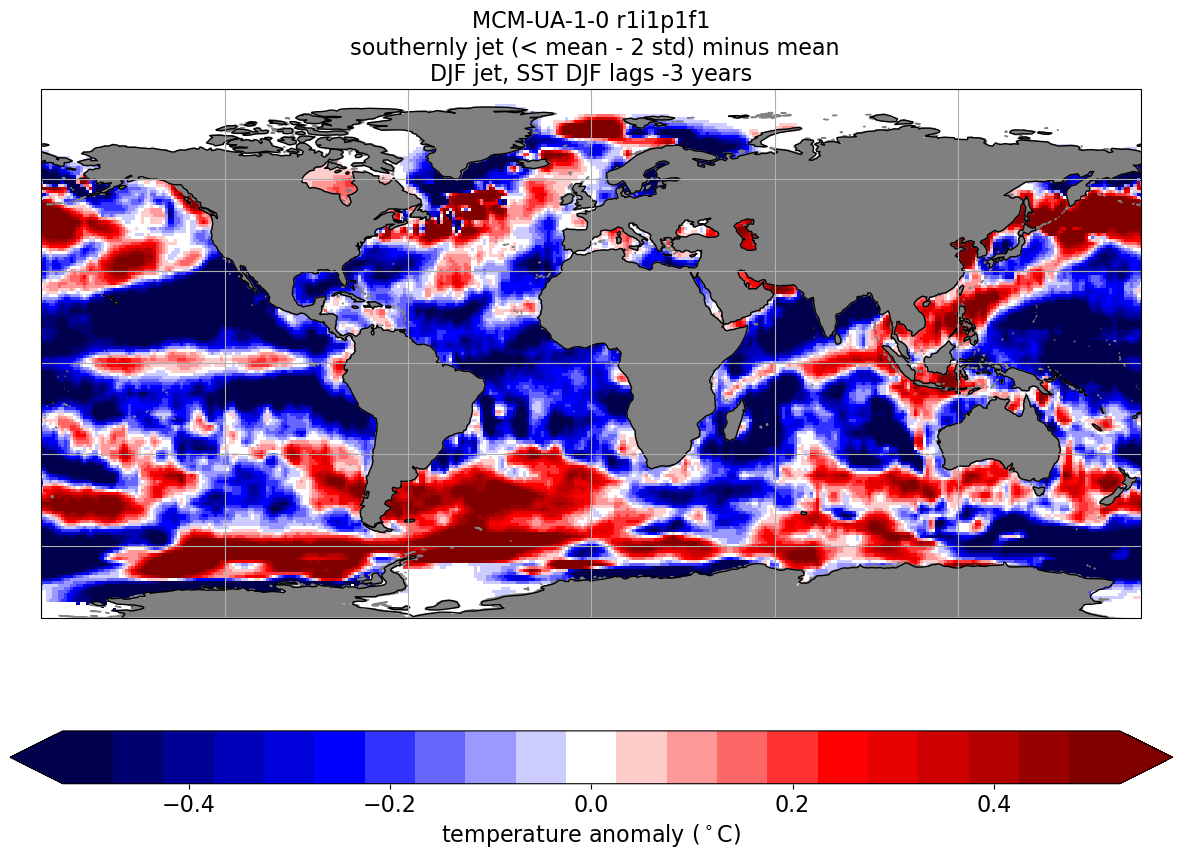 MCM-UA-1-0 r1i1p1f1
southernly jet (< mean - 2 std) minus mean
DJF jet, SST DJF lags -3 years
−0.4 −0.2 0.0 0.2 0.4
temperature anomaly (°C)